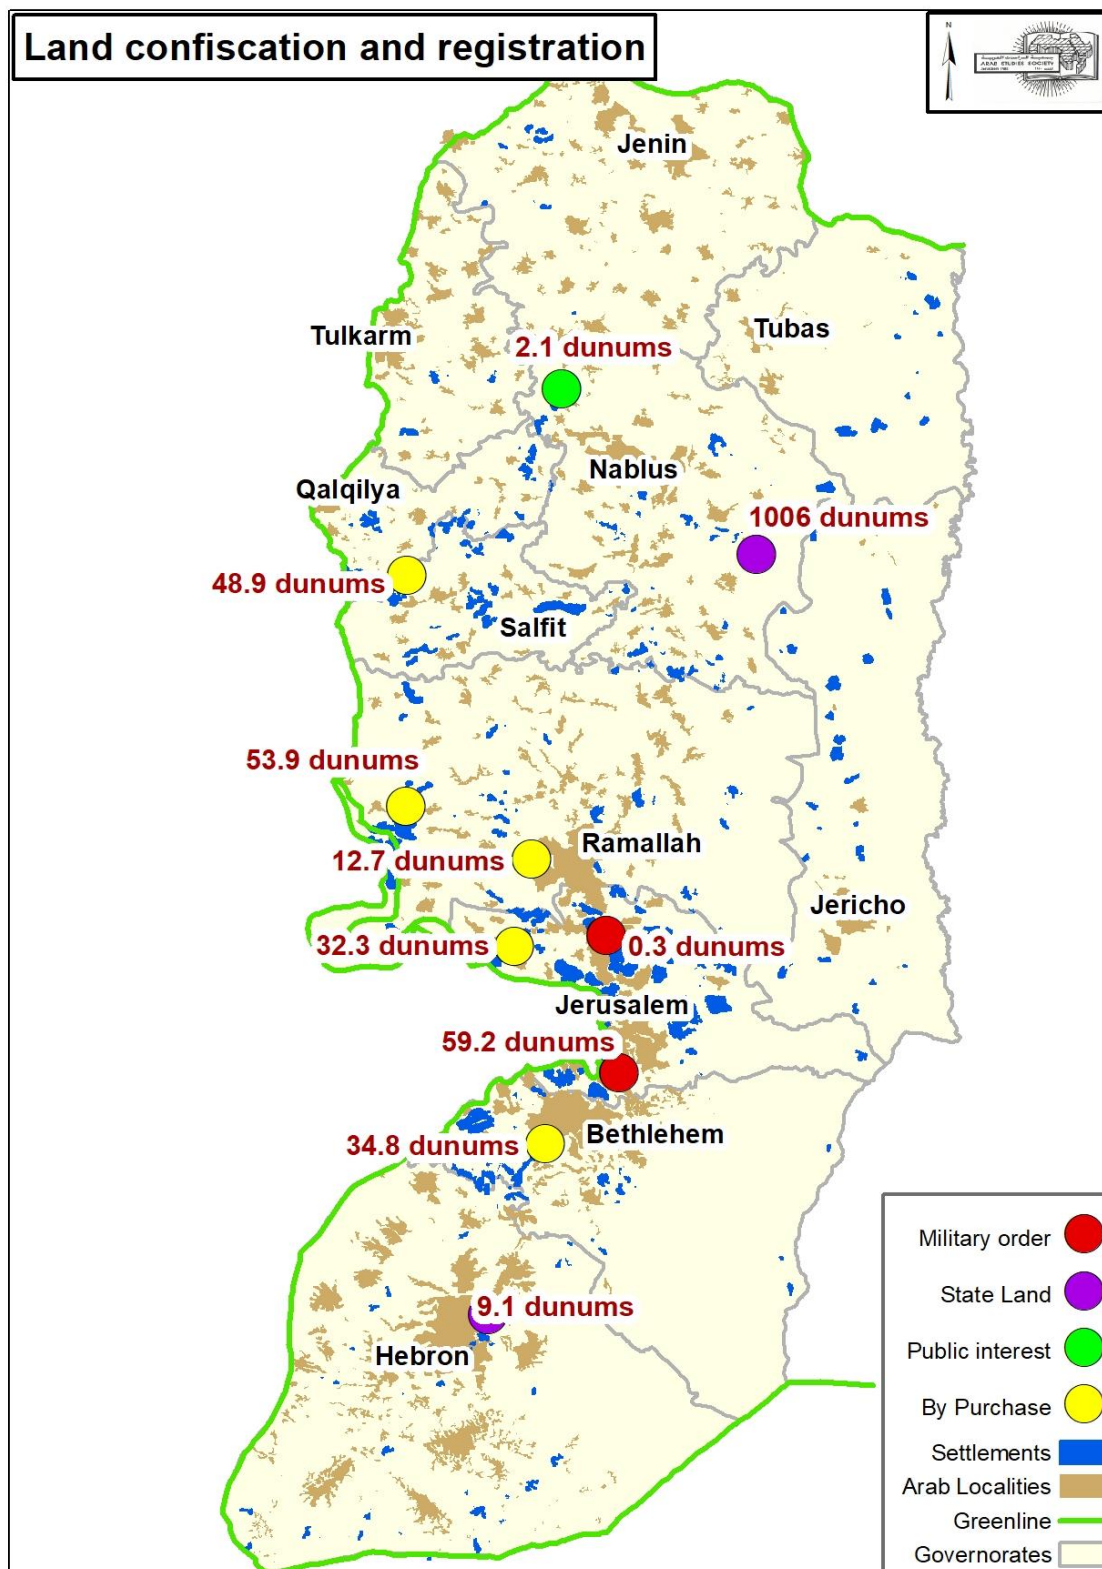 Land confiscation and registration
N
ARAB STUDIES SOCIETY
Jenin
Tulkarm
Tubas
2.1 dunums
Nablus
Qalqilya
1006 dunums
48.9 dunums
Salfit
53.9 dunums
Ramallah
12.7 dunums
Jericho
32.3 dunums
0.3 dunums
Jerusalem
59.2 dunums
Bethlehem
34.8 dunums
9.1 dunums
Hebron
Military order
State Land
Public interest
By Purchase
Settlements
Arab Localities
Greenline
Governorates